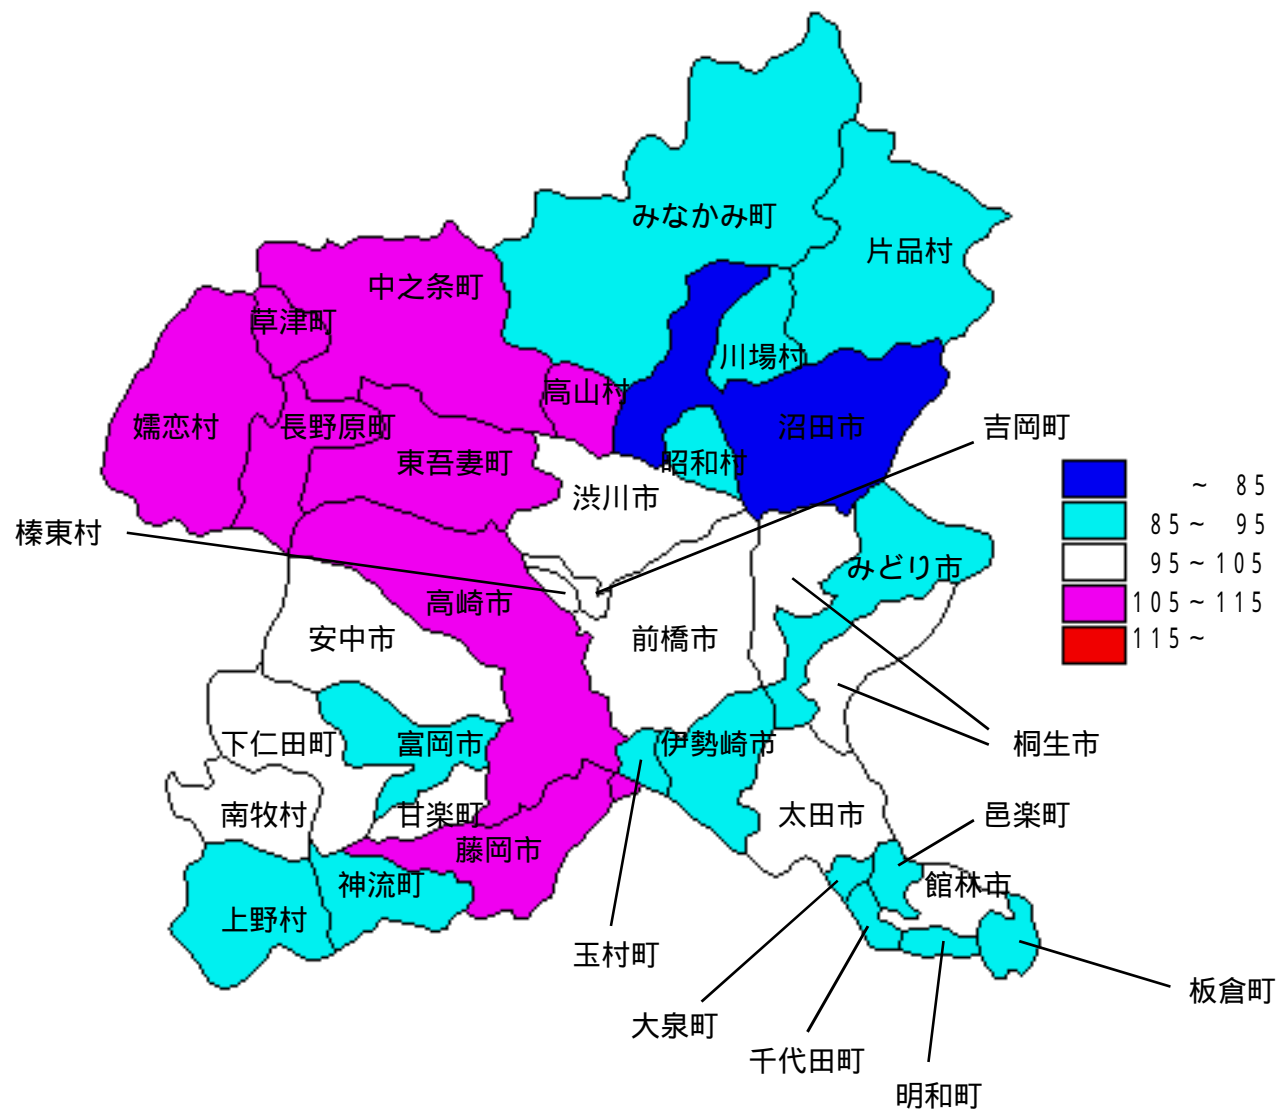 みなかみ町
片品村
中之条町
草津町
川場村
高山村
嬬恋村
長野原町
沼田市
吉岡町
東吾妻町
昭和村
渋川市
～ 85
85～ 95
95～105
105～115
115～
榛東村
みどり市
高崎市
安中市
前橋市
下仁田町
富岡市
伊勢崎市
桐生市
南牧村
甘楽町
太田市
邑楽町
藤岡市
神流町
館林市
上野村
玉村町
板倉町
大泉町
千代田町
明和町